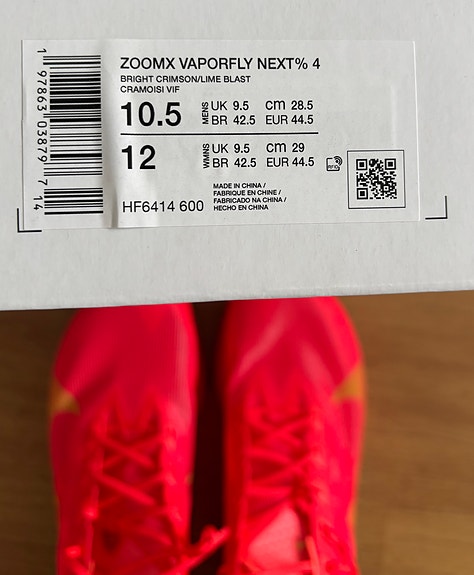 ZOOMX VAPORFLY NEXT% 4
BRIGHT CRIMSON/LIME BLAST
CRAMOISI VIF
10.5 MENS UK 9.5 CM 28.5
BR 42.5 EUR 44.5
12 WMNS UK 9.5 CM 29
BR 42.5 EUR 44.5
RFID
HF6414 600
MADE IN CHINA /
FABRIQUE EN CHINE /
FABRICADO NA CHINA /
HECHO EN CHINA
1 97863 03879 7 14